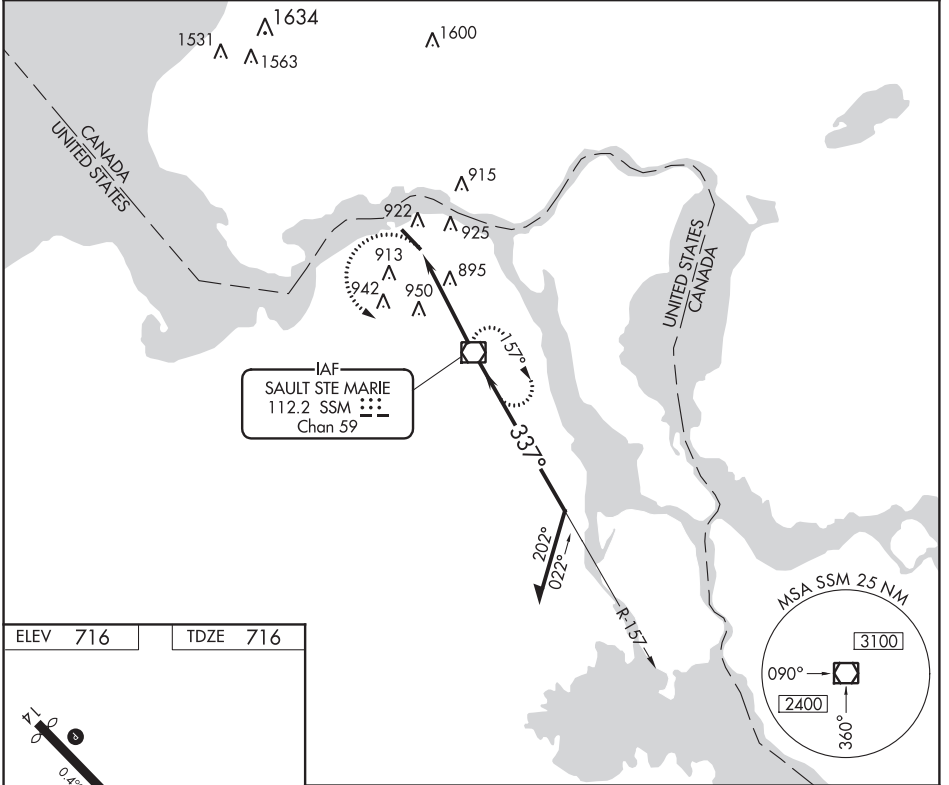 1634
1531
1563
1600
CANADA
UNITED STATES
915
922
925
913
895
942
950
UNITED STATES
CANADA
157°
IAF
SAULT STE MARIE
112.2 SSM
Chan 59
337°
202°
022°
R-157
MSA SSM 25 NM
3100
090°
2400
360°
ELEV 716
TDZE 716
14
P
0.4%